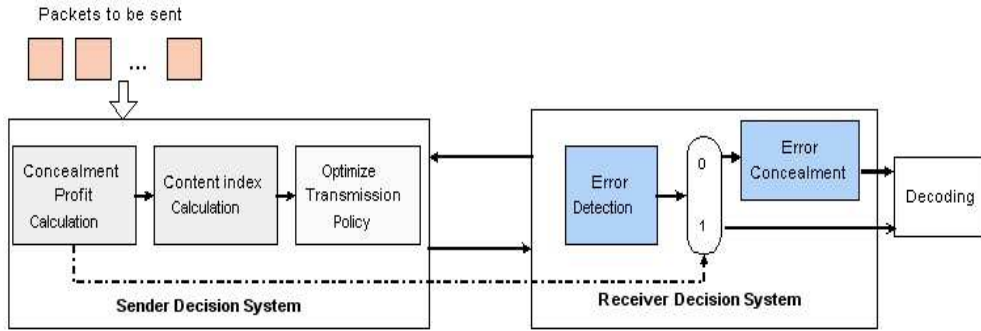 Packets to be sent
...
Concealment
Profit
Calculation
Content index
Calculation
Optimize
Transmission
Policy
Sender Decision System
Error
Detection
0
1
Error
Concealment
Receiver Decision System
Decoding